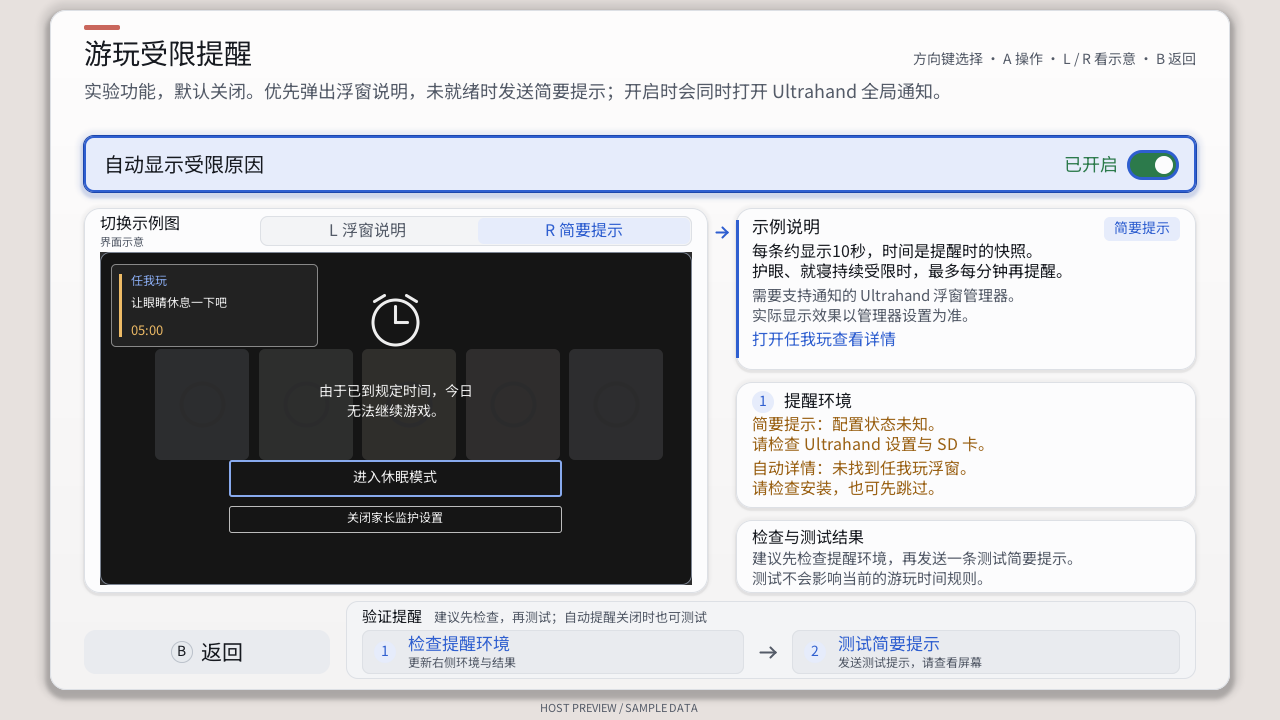 游玩受限提醒
方向键选择 · A 操作 · L / R 看示意 · B 返回
实验功能，默认关闭。优先弹出浮窗说明，未就绪时发送简要提示；开启时会同时打开 Ultrahand 全局通知。
自动显示受限原因
已开启
切换示例图
界面示意
L 浮窗说明
R 简要提示
任我玩
让眼睛休息一下吧
05:00
由于已到规定时间，今日
无法继续游戏。
进入休眠模式
关闭家长监护设置
示例说明
简要提示
每条约显示10秒，时间是提醒时的快照。
护眼、就寝持续受限时，最多每分钟再提醒。
需要支持通知的 Ultrahand 浮窗管理器。
实际显示效果以管理器设置为准。
打开任我玩查看详情
1 提醒环境
简要提示：配置状态未知。
请检查 Ultrahand 设置与 SD 卡。
自动详情：未找到任我玩浮窗。
请检查安装，也可先跳过。
检查与测试结果
建议先检查提醒环境，再发送一条测试简要提示。
测试不会影响当前的游玩时间规则。
B 返回
验证提醒 建议先检查，再测试；自动提醒关闭时也可测试
1 检查提醒环境
更新右侧环境与结果
2 测试简要提示
发送测试提示，请查看屏幕
HOST PREVIEW / SAMPLE DATA